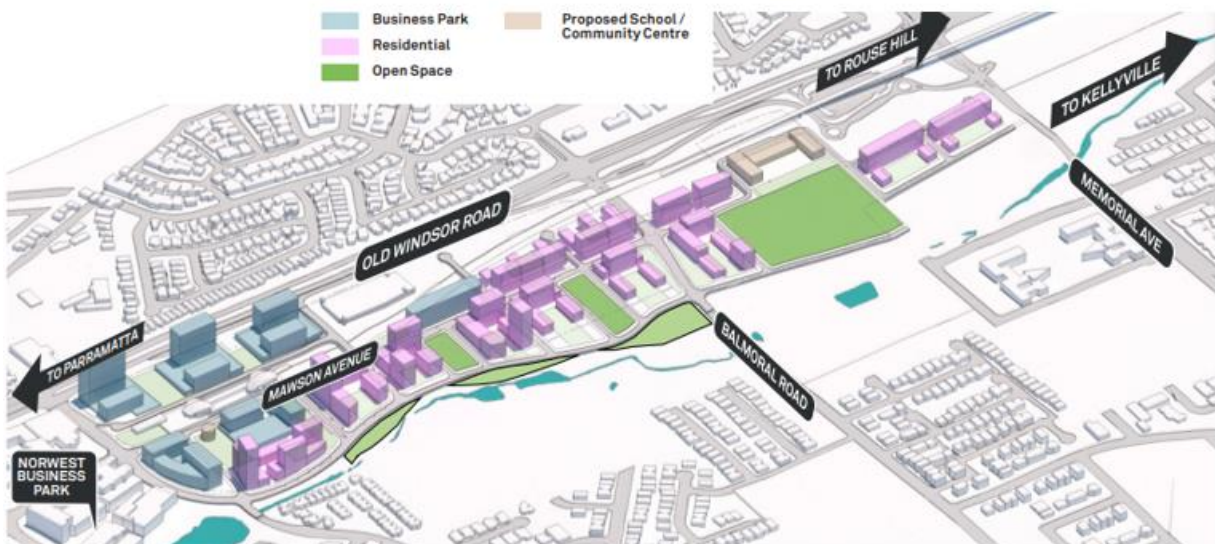 Business Park
Residential
Open Space
Proposed School /
Community Centre
TO ROUSE HILL
TO KELLYVILLE
MEMORIAL AVE
OLD WINDSOR ROAD
BALMORAL ROAD
TO PARRAMATTA
MAWSON AVENUE
NORWEST
BUSINESS
PARK